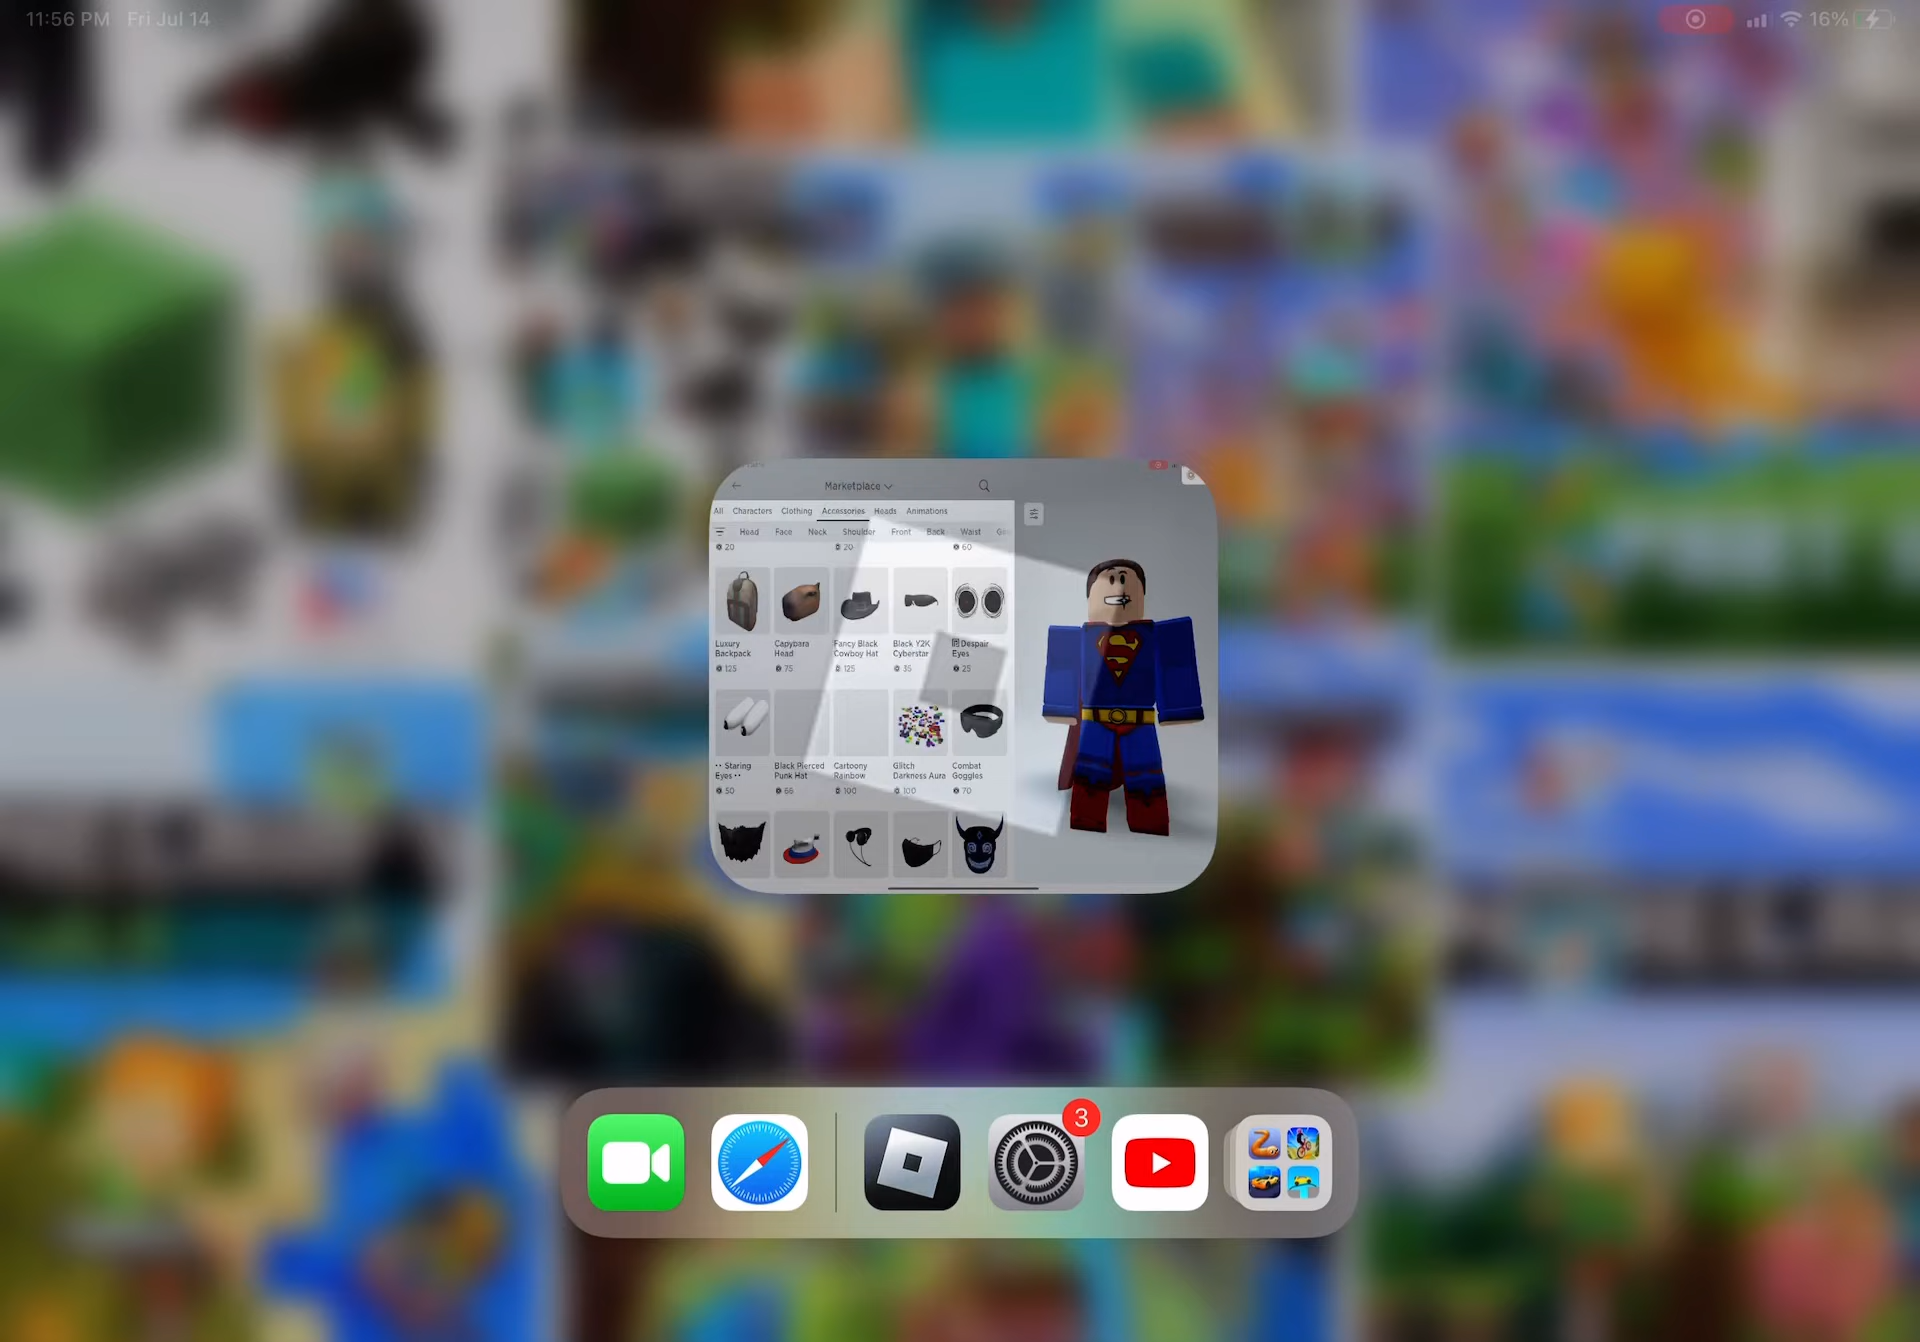 11:56 PM Fri Jul 14
16%
Marketplace
All Characters Clothing Accessories Heads Animations
Head Face Neck Shoulder Front Back Waist
20 20 60
Luxury Backpack
125
Capybara Head
75
Fancy Black Cowboy Hat
125
Black Y2K Cyberstar
35
Despair Eyes
25
•• Staring Eyes ••
50
Black Pierced Punk Hat
66
Cartoony Rainbow
100
Glitch Darkness Aura
100
Combat Goggles
70
S
3